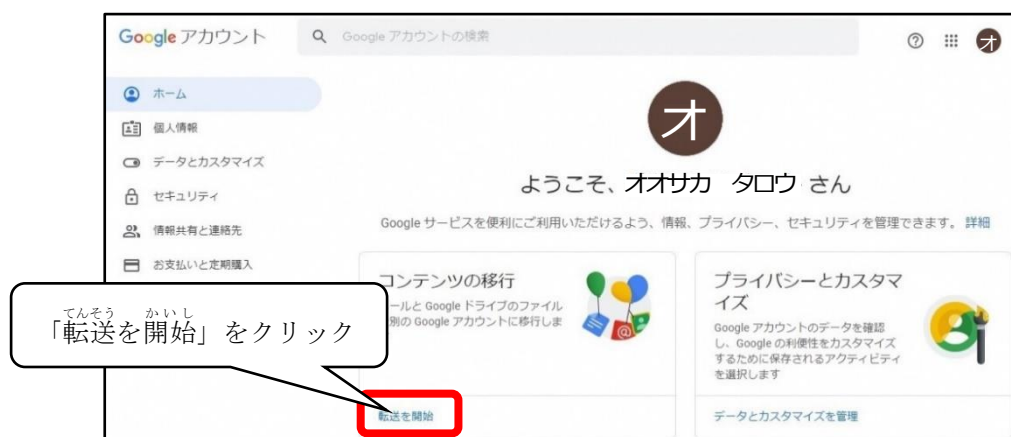 Google アカウント
Google アカウントの検索
オ
ホーム
個人情報
データとカスタマイズ
セキュリティ
情報共有と連絡先
お支払いと定期購入
オ
ようこそ、オオサカ タロウ さん
Google サービスを便利にご利用いただけるよう、情報、プライバシー、セキュリティを管理できます。 詳細
コンテンツの移行
ールと Google ドライブのファイル
別の Google アカウントに移行しま
転送を開始
プライバシーとカスタマ
イズ
Google アカウントのデータを確認
し、Google の利便性をカスタマイズ
するために保存されるアクティビティ
を選択します
データとカスタマイズを管理
てんそう かいし
「転送を開始」をクリック